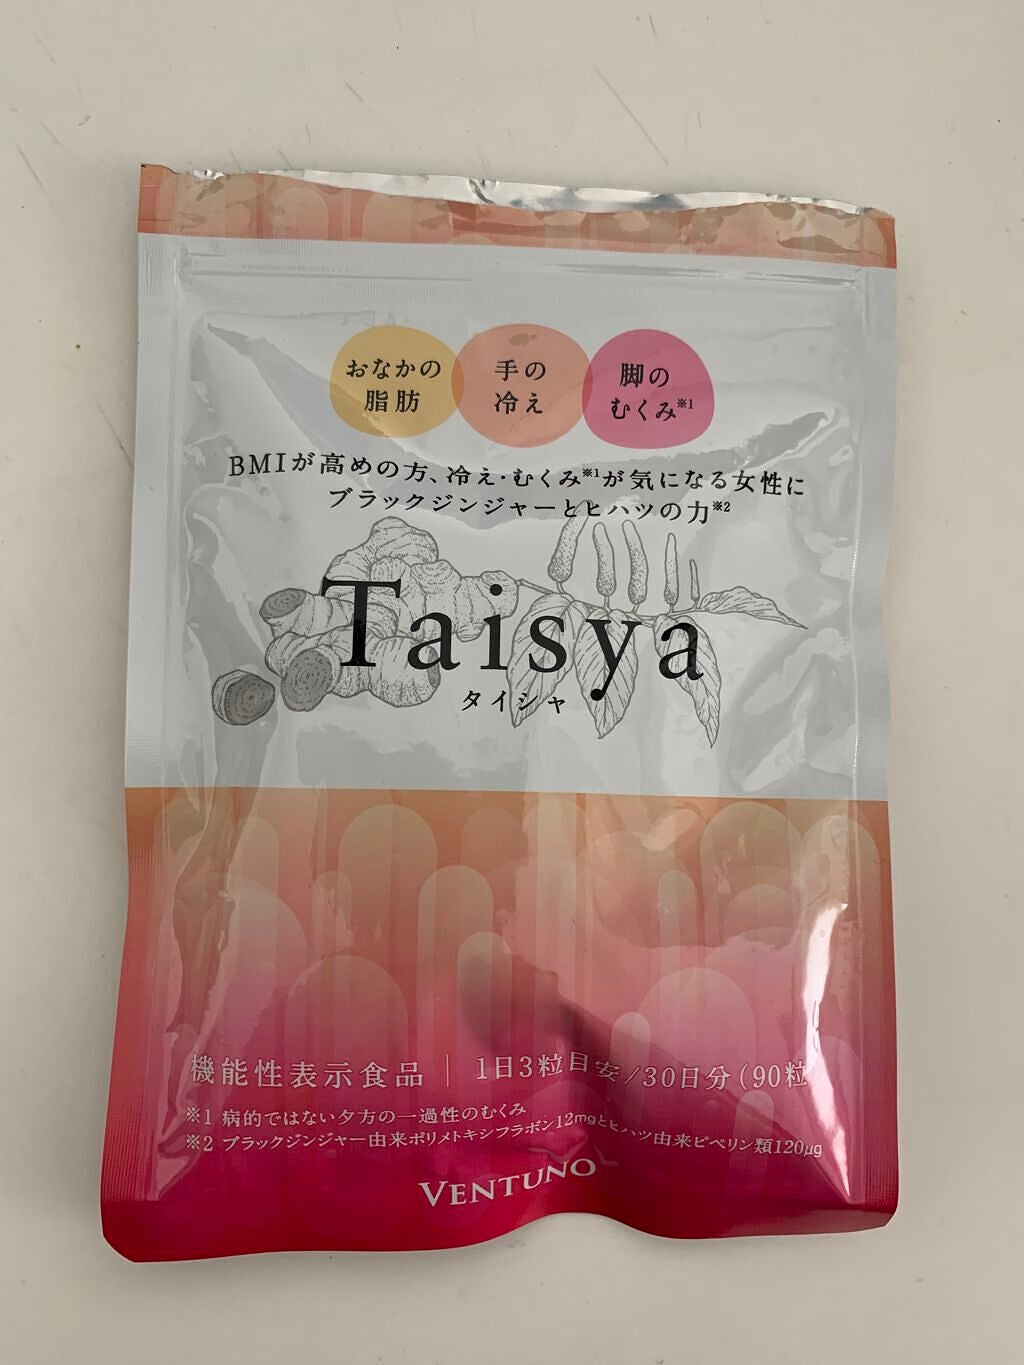 おなかの
脂肪
手の
冷え
脚の
むくみ※1
BMIが高めの方、冷え・むくみ※1が気になる女性に
ブラックジンジャーとヒハツの力※2
Taisya
タイシャ
機能性表示食品｜1日3粒目安/30日分(90粒
※1 病的ではない夕方の一過性のむくみ
※2 ブラックジンジャー由来ポリメトキシフラボン12mgとヒハツ由来ピペリン類120μg
VENTUNO